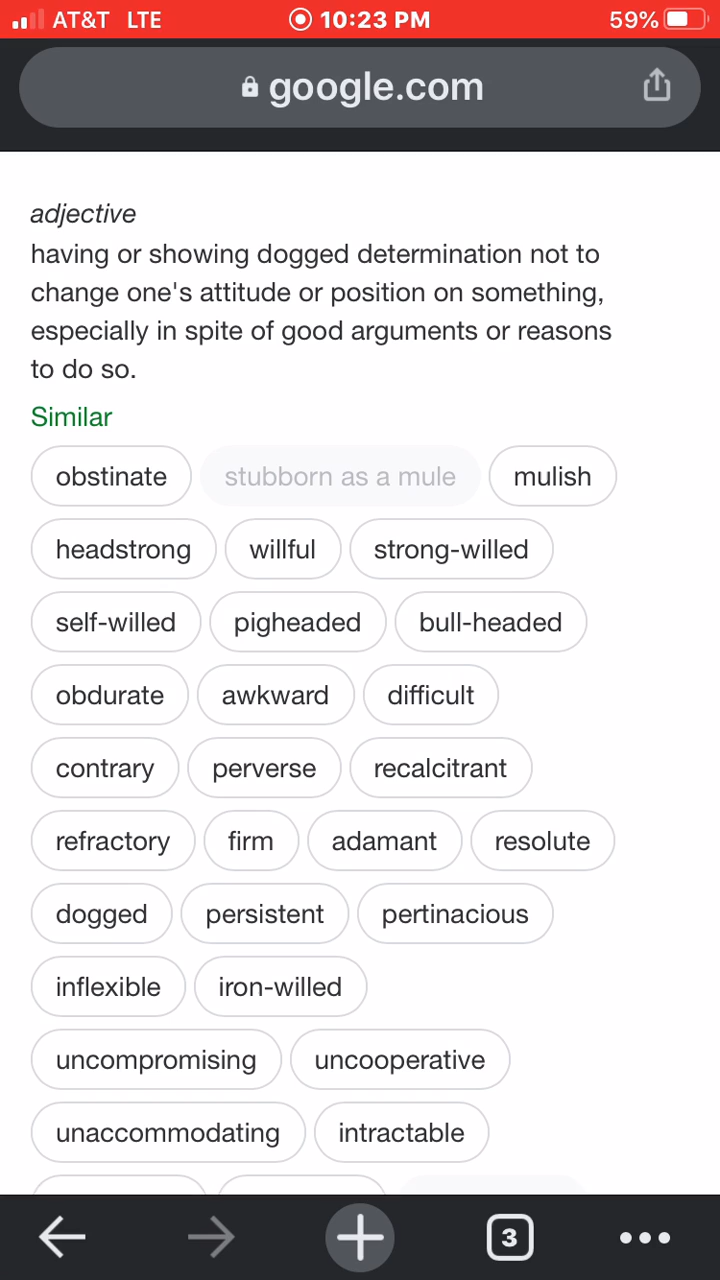 AT&T LTE 10:23 PM 59%
google.com
adjective
having or showing dogged determination not to
change one's attitude or position on something,
especially in spite of good arguments or reasons
to do so.
Similar
obstinate stubborn as a mule mulish
headstrong willful strong-willed
self-willed pigheaded bull-headed
obdurate awkward difficult
contrary perverse recalcitrant
refractory firm adamant resolute
dogged persistent pertinacious
inflexible iron-willed
uncompromising uncooperative
unaccommodating intractable
3